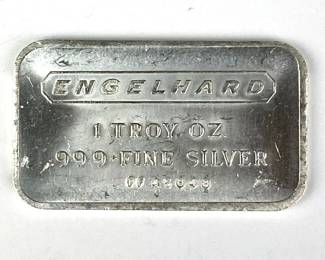 ENGELHARD
1 TROY OZ
.999+FINE SILVER